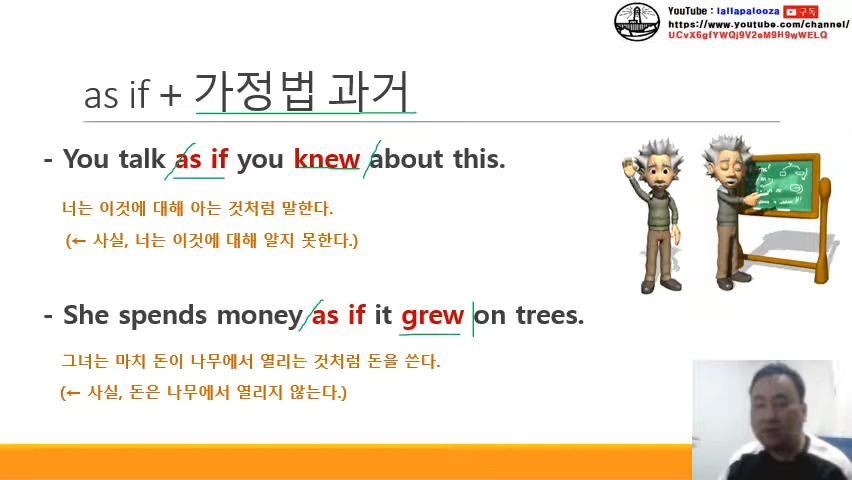 YouTube : lallapalooza 구독
https://www.youtube.com/channel/
UCvX6gfYWQj9V2eM9H9wWELQ
as if + 가정법 과거
- You talk as if you knew about this.
너는 이것에 대해 아는 것처럼 말한다.
(← 사실, 너는 이것에 대해 알지 못한다.)
- She spends money as if it grew on trees.
그녀는 마치 돈이 나무에서 열리는 것처럼 돈을 쓴다.
(← 사실, 돈은 나무에서 열리지 않는다.)